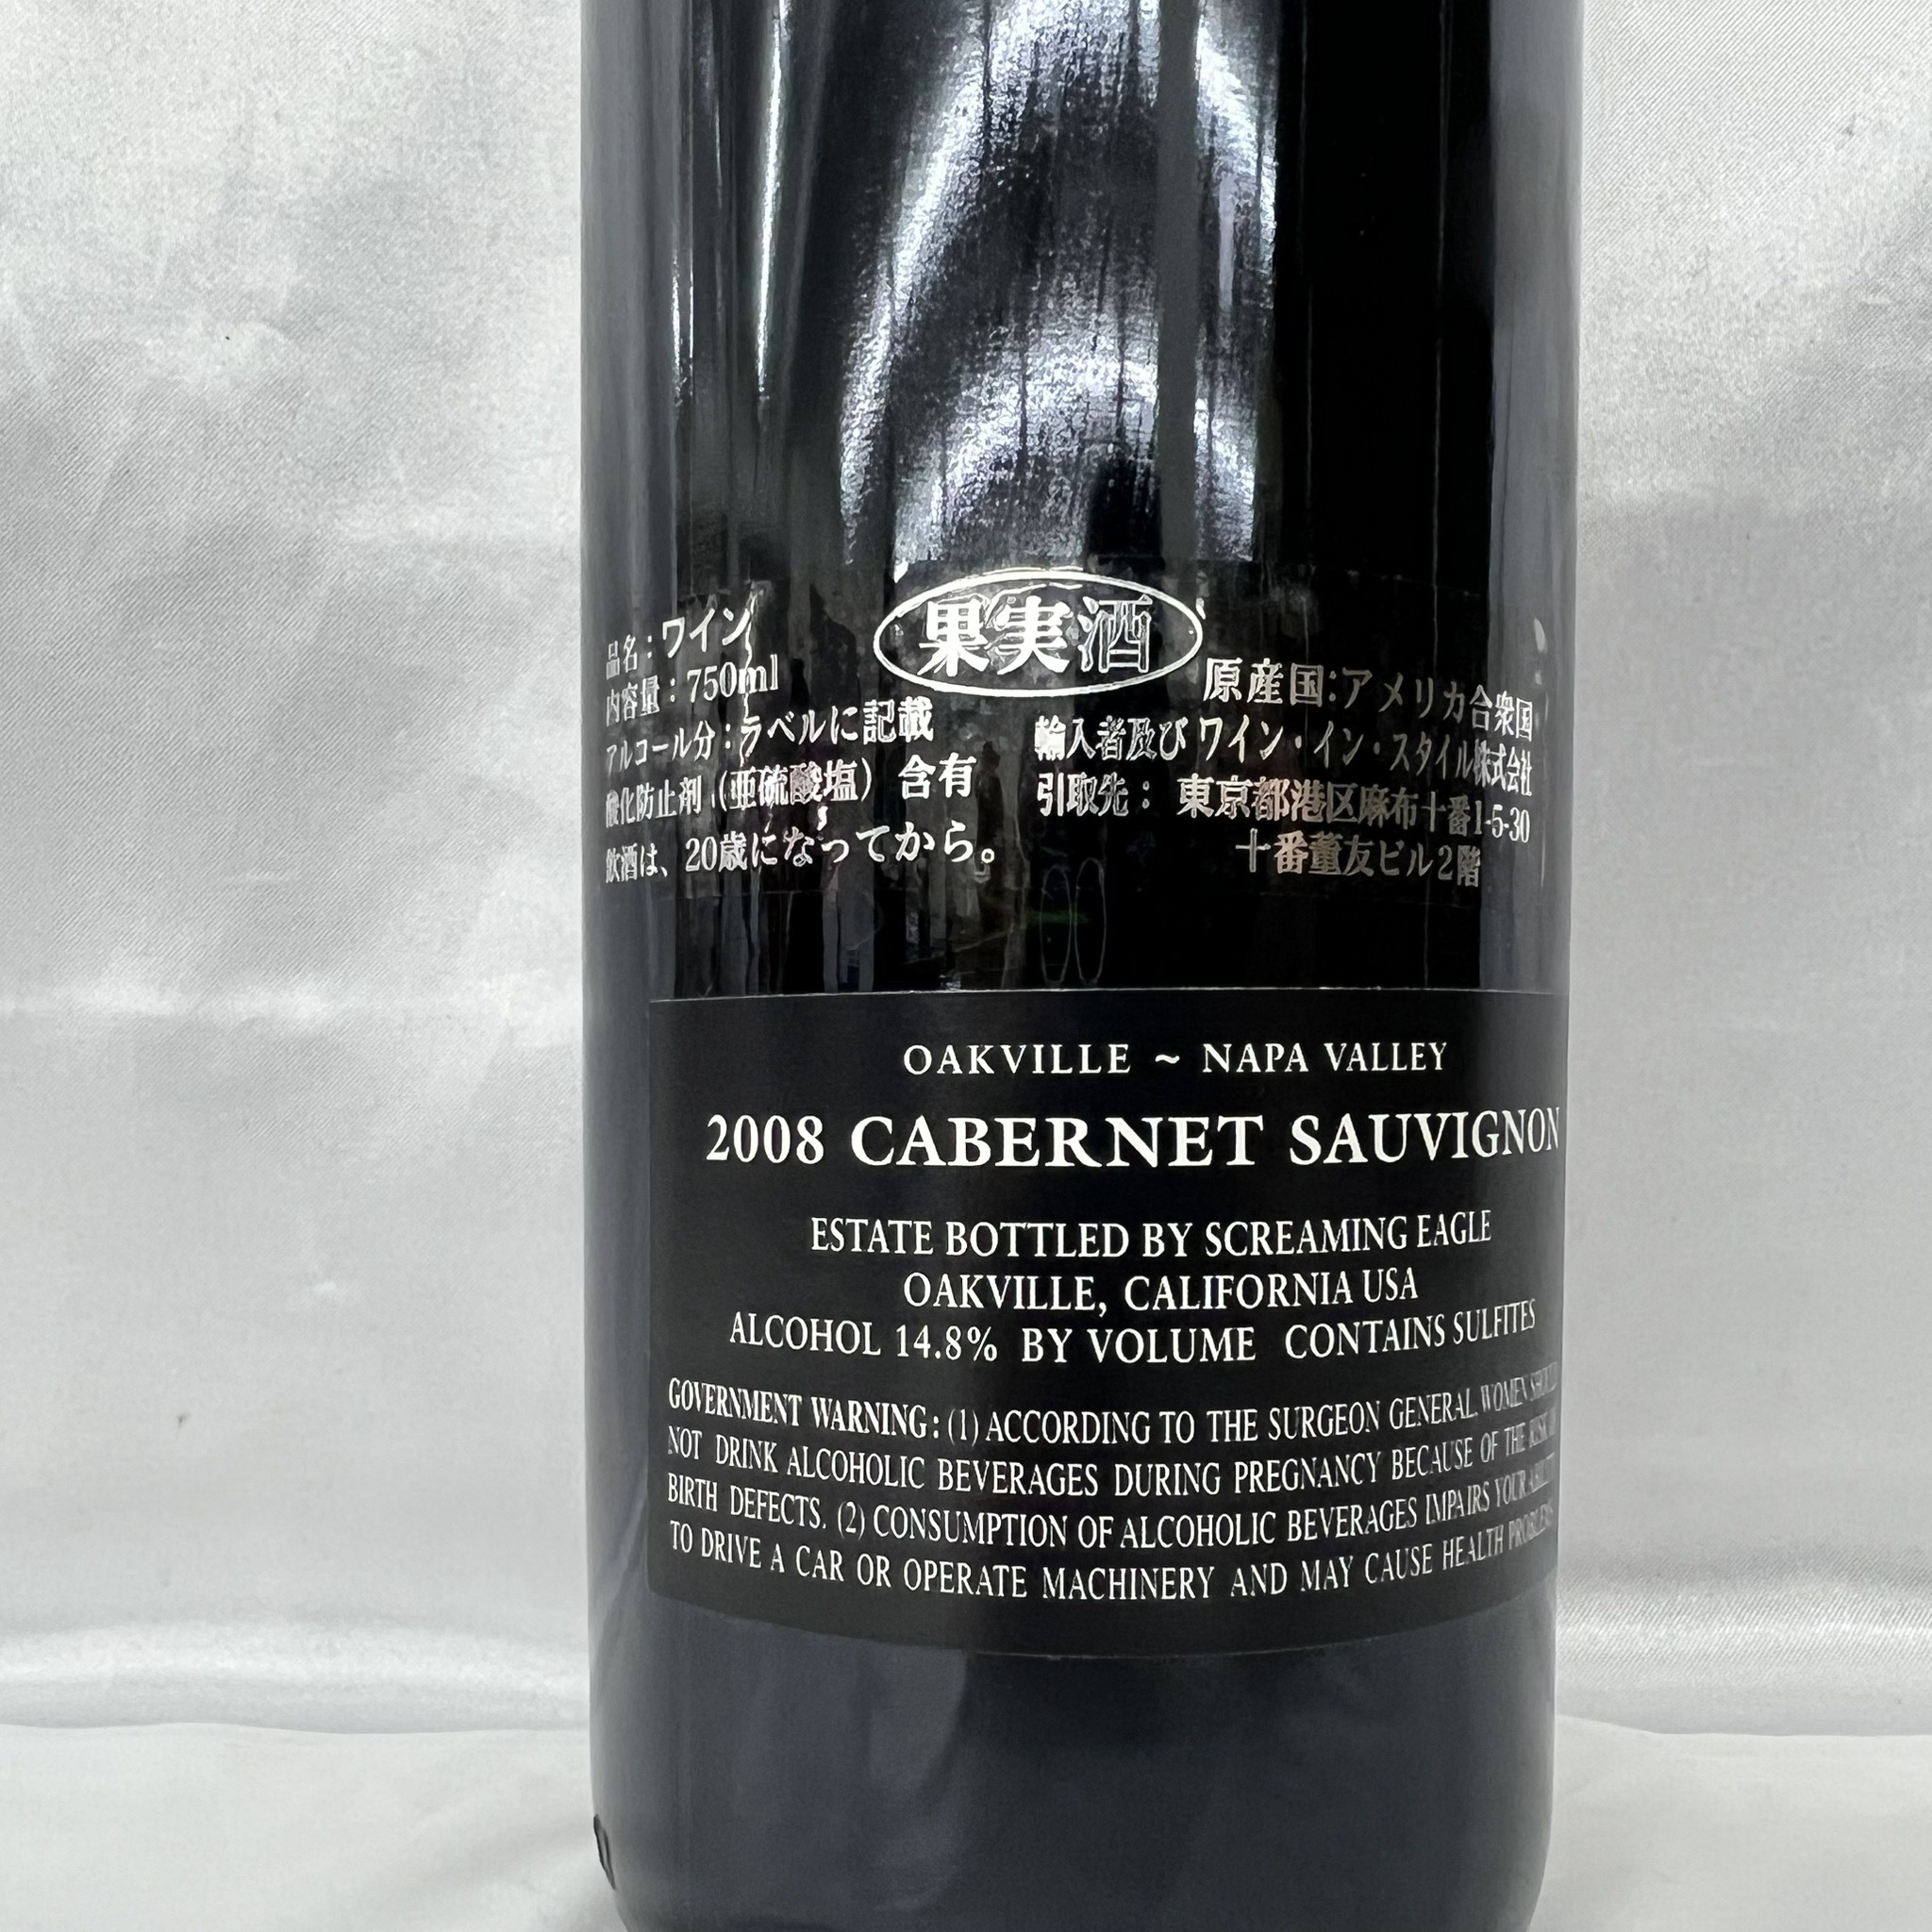 果実酒
品名：ワイン
内容量：750ml
アルコール分：ラベルに記載
酸化防止剤（亜硫酸塩）含有
飲酒は、20歳になってから。
原産国：アメリカ合衆国
輸入者及び ワイン・イン・スタイル株式会社
引取先： 東京都港区麻布十番1-5-30
十番董友ビル2階
OAKVILLE ~ NAPA VALLEY
2008 CABERNET SAUVIGNON
ESTATE BOTTLED BY SCREAMING EAGLE
OAKVILLE, CALIFORNIA USA
ALCOHOL 14.8% BY VOLUME CONTAINS SULFITES
GOVERNMENT WARNING: (1) ACCORDING TO THE SURGEON GENERAL, WOMEN SHOULD
NOT DRINK ALCOHOLIC BEVERAGES DURING PREGNANCY BECAUSE OF THE RISK OF
BIRTH DEFECTS. (2) CONSUMPTION OF ALCOHOLIC BEVERAGES IMPAIRS YOUR ABILITY
TO DRIVE A CAR OR OPERATE MACHINERY AND MAY CAUSE HEALTH PROBLEMS.